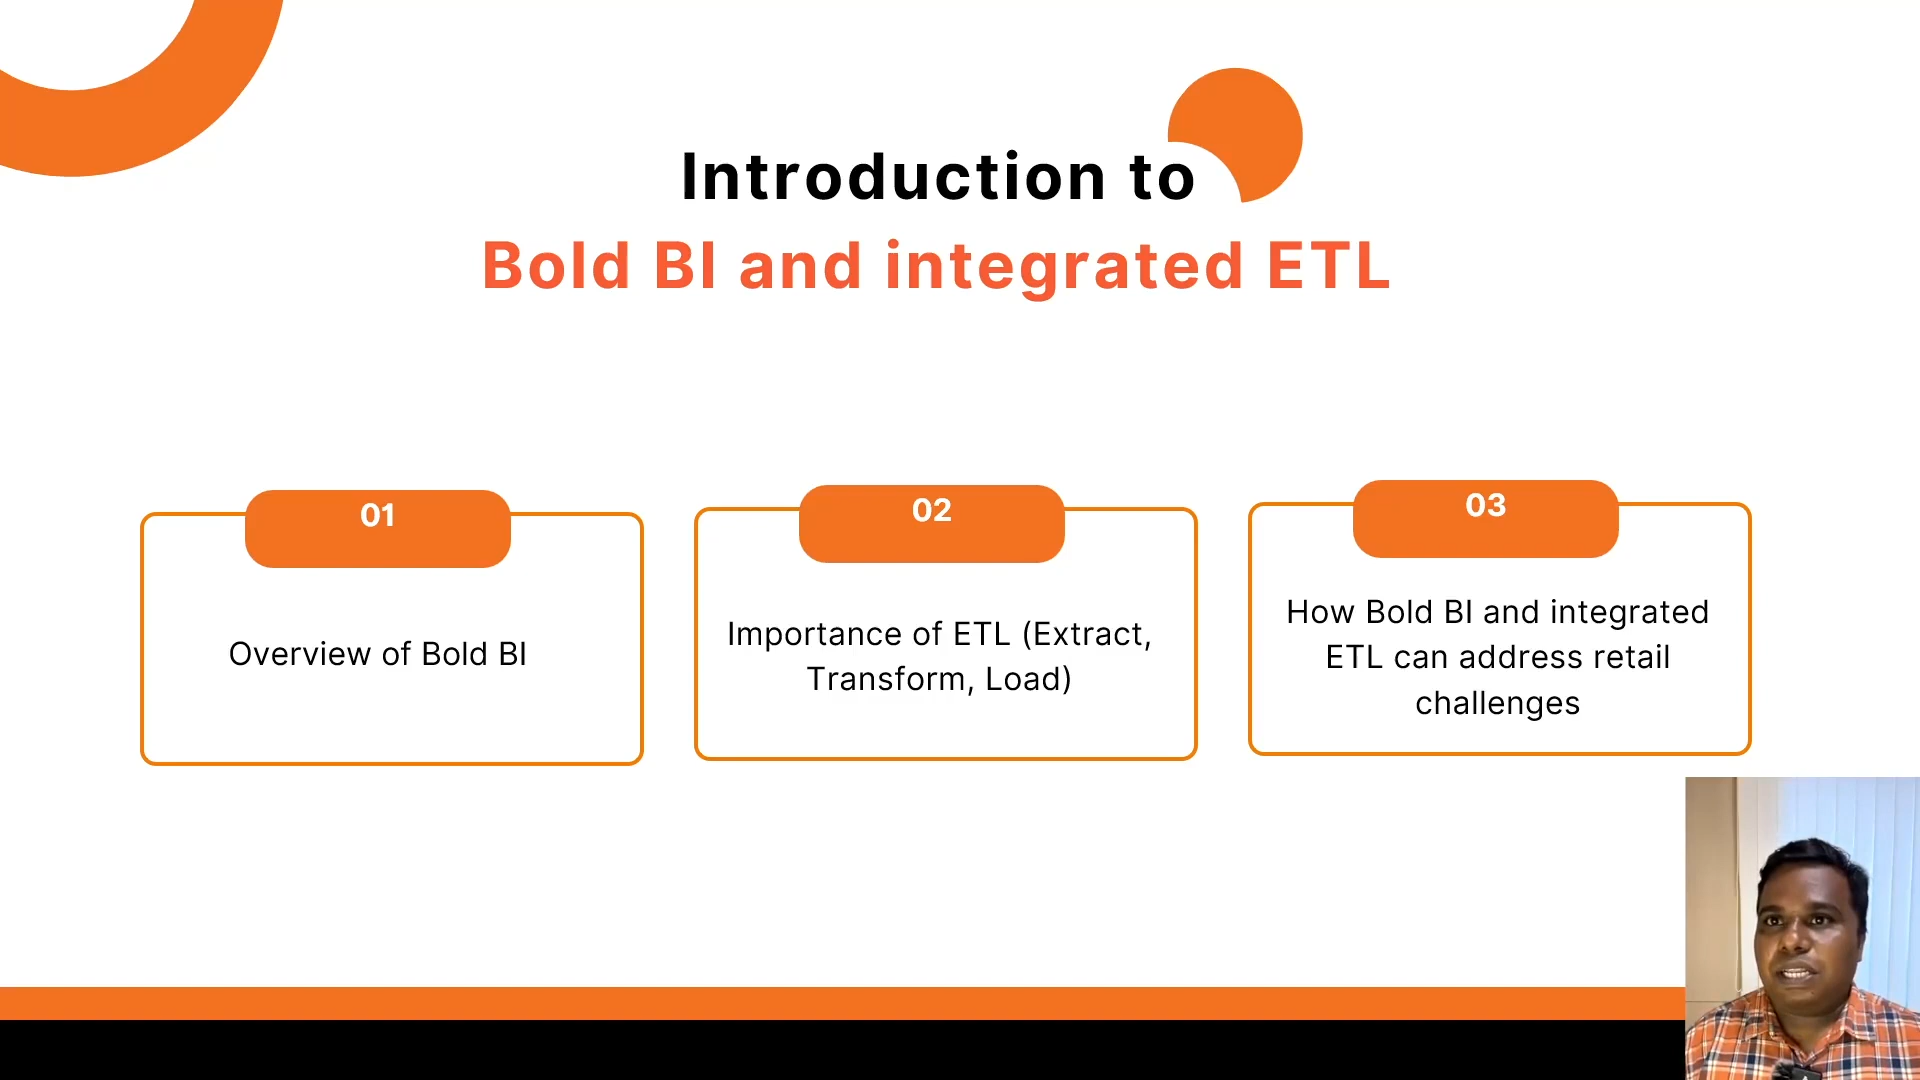 Introduction to
Bold BI and integrated ETL
01
Overview of Bold BI
02
Importance of ETL (Extract,
Transform, Load)
03
How Bold BI and integrated
ETL can address retail
challenges